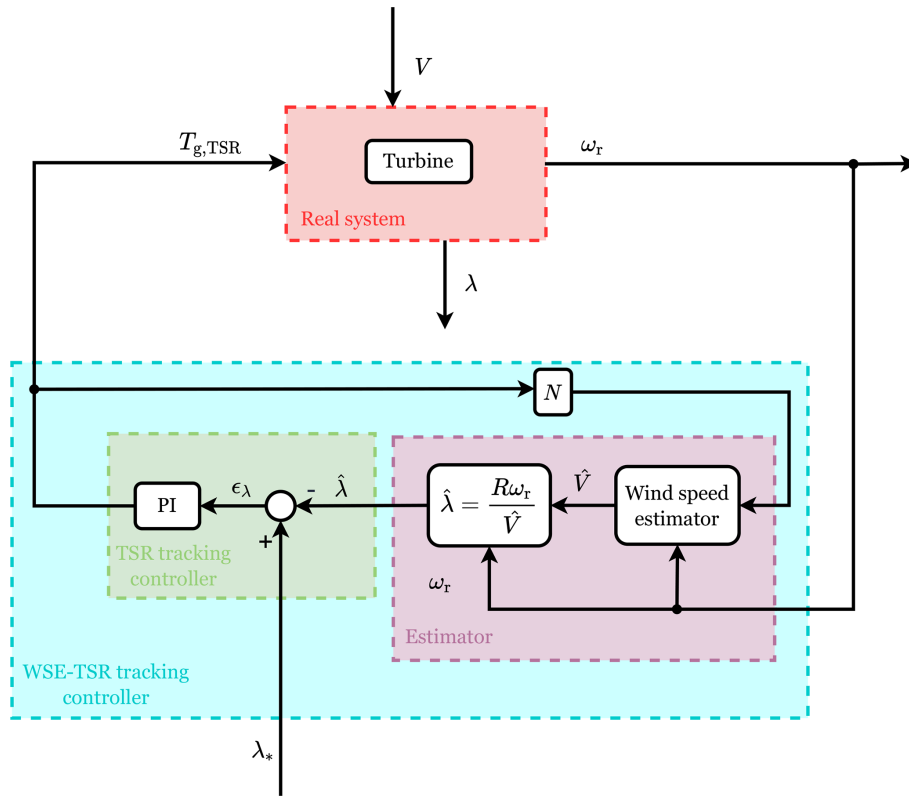 V
T_{g,TSR}
Turbine
ω_r
Real system
λ
N
λ̂ = Rω_r / V̂
V̂
Wind speed
estimator
PI
ϵ_λ
-
λ̂
+
TSR tracking
controller
ω_r
Estimator
WSE-TSR tracking
controller
λ_*